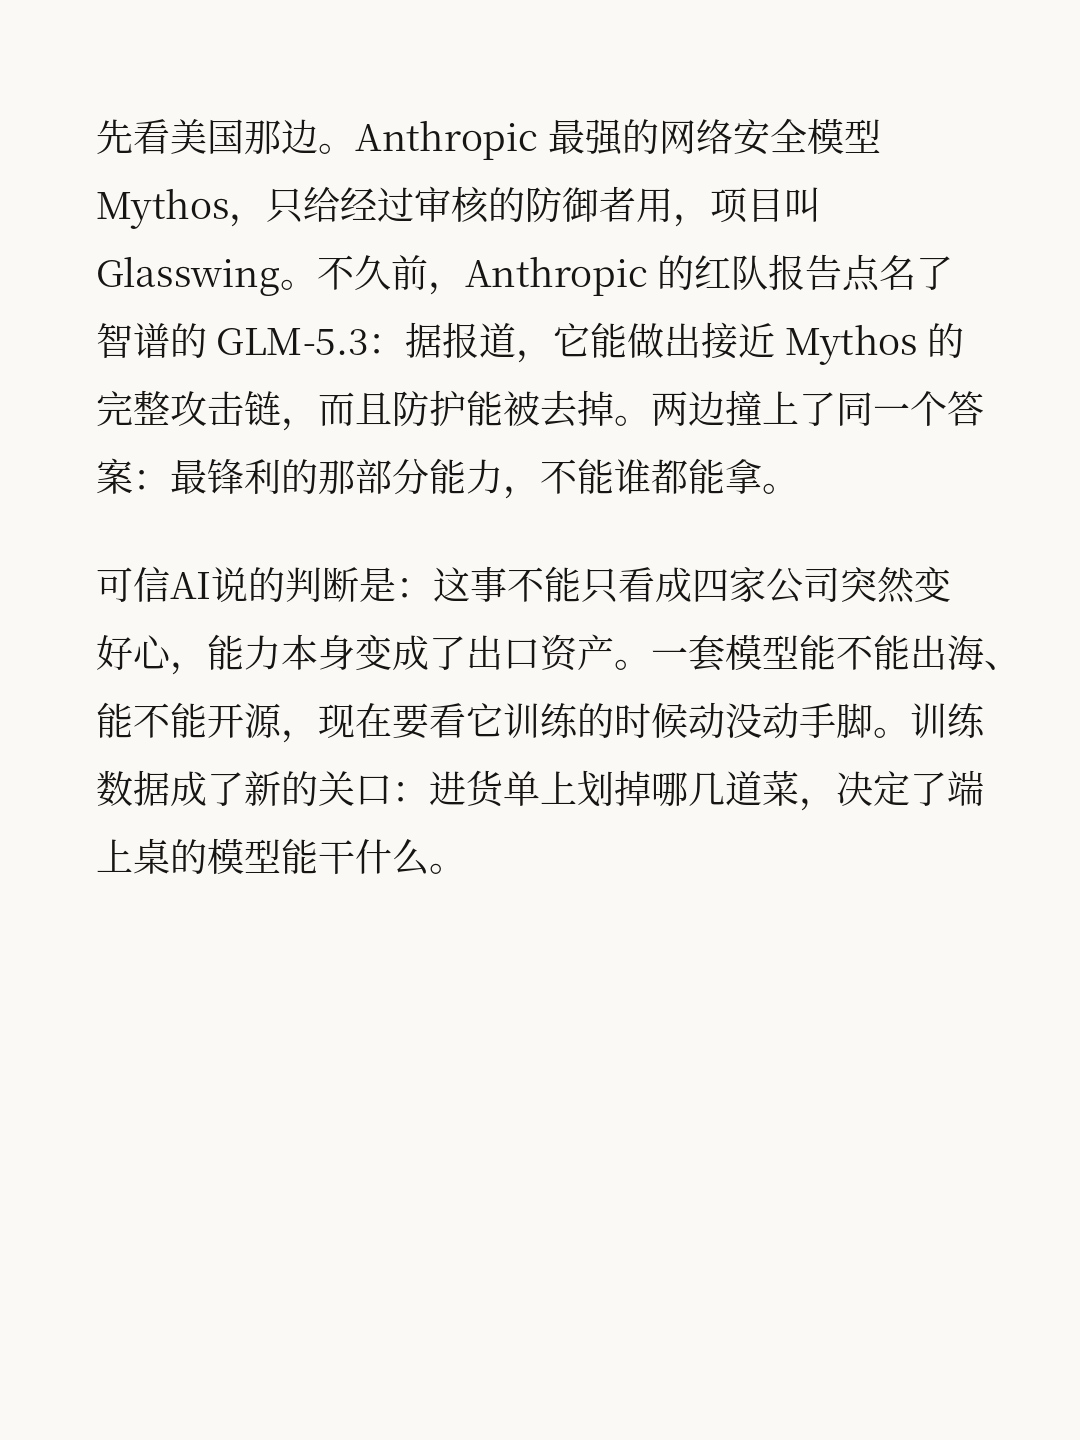 先看美国那边。Anthropic 最强的网络安全模型
Mythos，只给经过审核的防御者用，项目叫
Glasswing。不久前，Anthropic 的红队报告点名了
智谱的 GLM-5.3：据报道，它能做出接近 Mythos 的
完整攻击链，而且防护能被去掉。两边撞上了同一个答
案：最锋利的那部分能力，不能谁都能拿。
可信AI说的判断是：这事不能只看成四家公司突然变
好心，能力本身变成了出口资产。一套模型能不能出海、
能不能开源，现在要看它训练的时候动没动手脚。训练
数据成了新的关口：进货单上划掉哪几道菜，决定了端
上桌的模型能干什么。